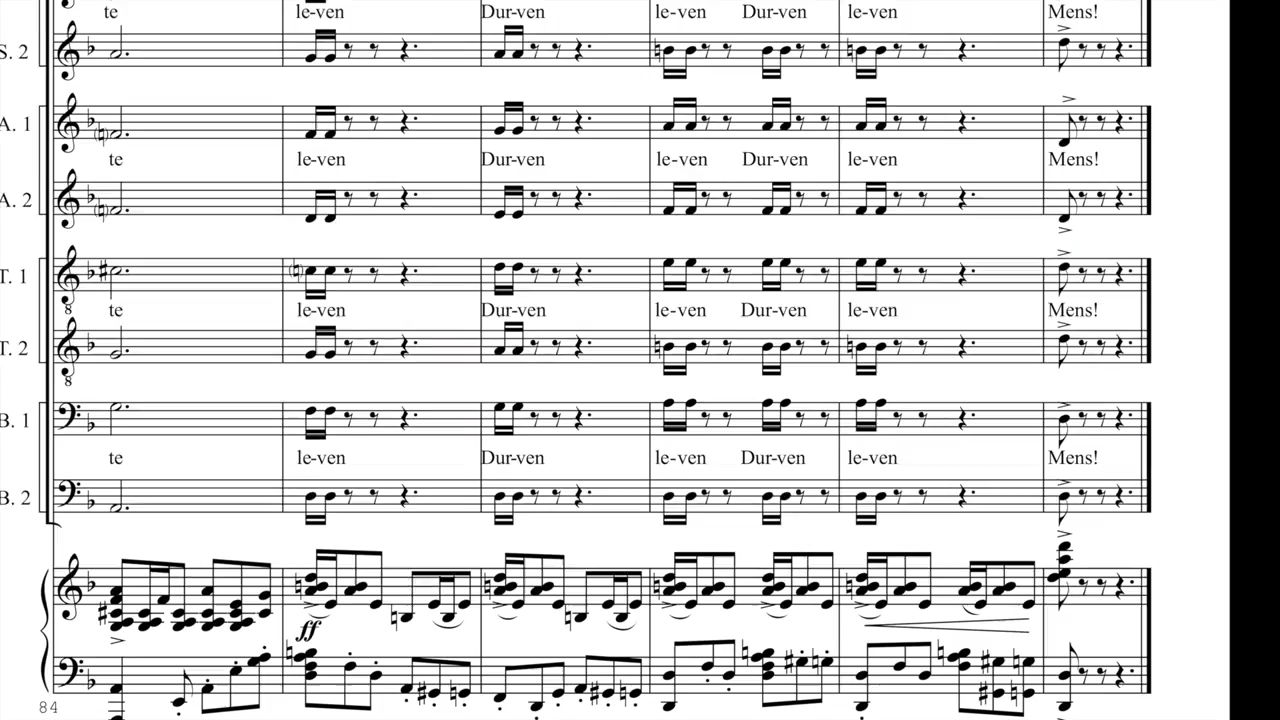 te le-ven Dur-ven le-ven Dur-ven le-ven Mens!
S. 2
A. 1
te le-ven Dur-ven le-ven Dur-ven le-ven Mens!
A. 2
T. 1
te le-ven Dur-ven le-ven Dur-ven le-ven Mens!
T. 2
B. 1
te le-ven Dur-ven le-ven Dur-ven le-ven Mens!
B. 2
ff
84